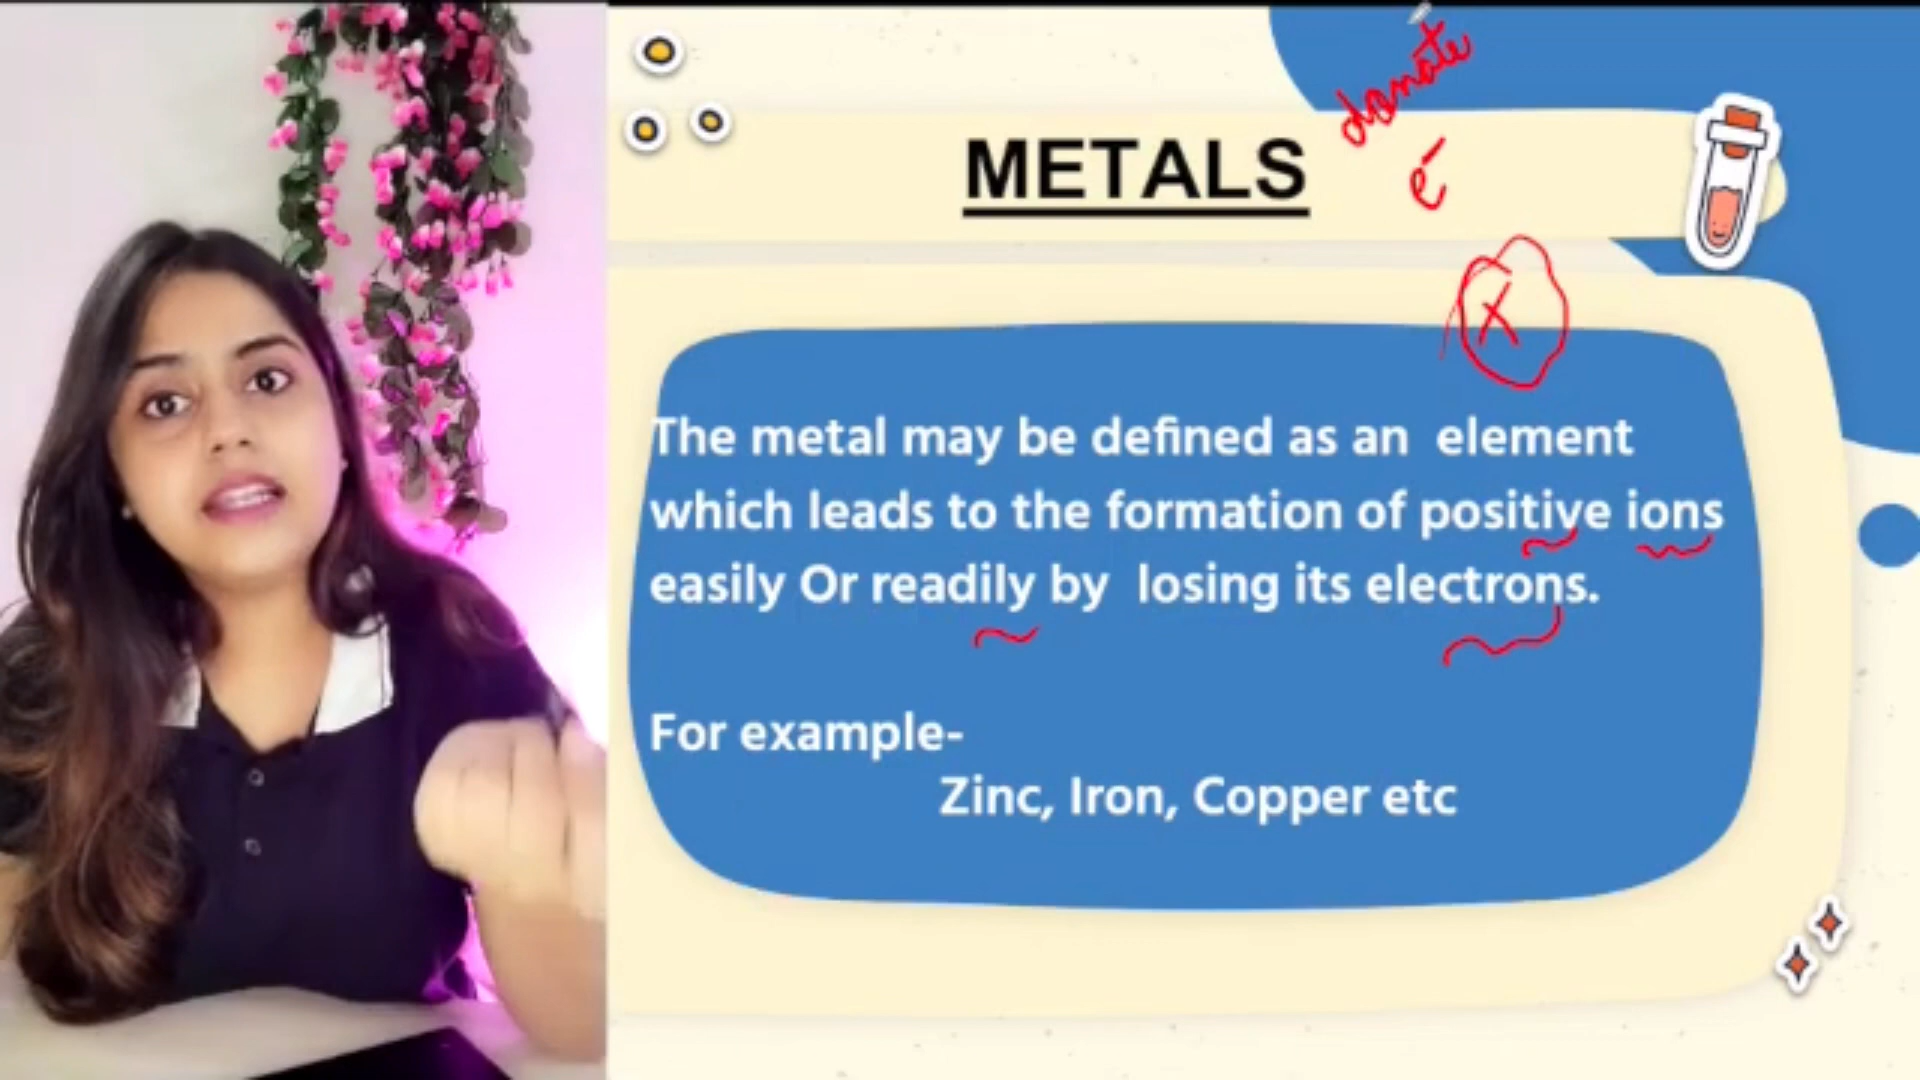 donate
é
METALS
X
The metal may be defined as an element
which leads to the formation of positive ions
easily Or readily by losing its electrons.
For example-
Zinc, Iron, Copper etc